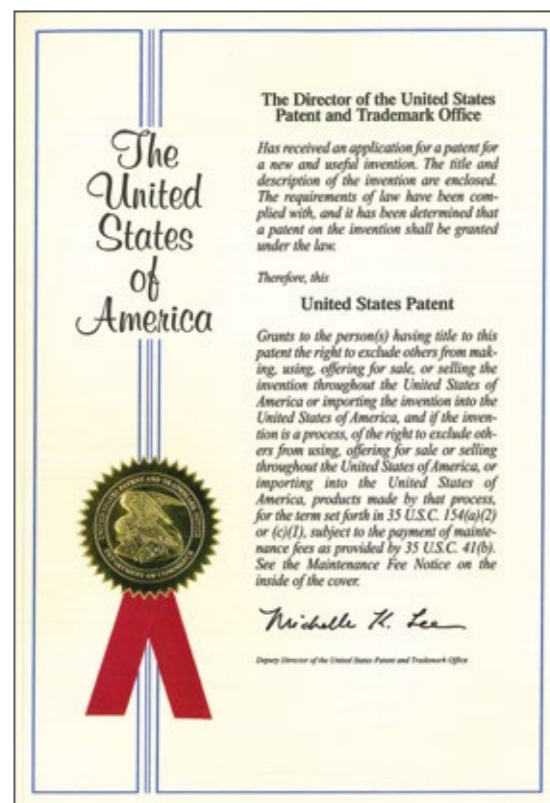 The
United
States
of
America
The Director of the United States
Patent and Trademark Office
Has received an application for a patent for
a new and useful invention. The title and
description of the invention are enclosed.
The requirements of law have been com-
plied with, and it has been determined that
a patent on the invention shall be granted
under the law.
Therefore, this
United States Patent
Grants to the person(s) having title to this
patent the right to exclude others from mak-
ing, using, offering for sale, or selling the
invention throughout the United States of
America or importing the invention into the
United States of America, and if the inven-
tion is a process, of the right to exclude oth-
ers from using, offering for sale or selling
throughout the United States of America, or
importing into the United States of
America, products made by that process,
for the term set forth in 35 U.S.C. 154(a)(2)
or (c)(1), subject to the payment of mainte-
nance fees as provided by 35 U.S.C. 41(b).
See the Maintenance Fee Notice on the
inside of the cover.
Michelle K. Lee
Deputy Director of the United States Patent and Trademark Office
UNITED STATES PATENT AND TRADEMARK OFFICE
DEPARTMENT OF COMMERCE